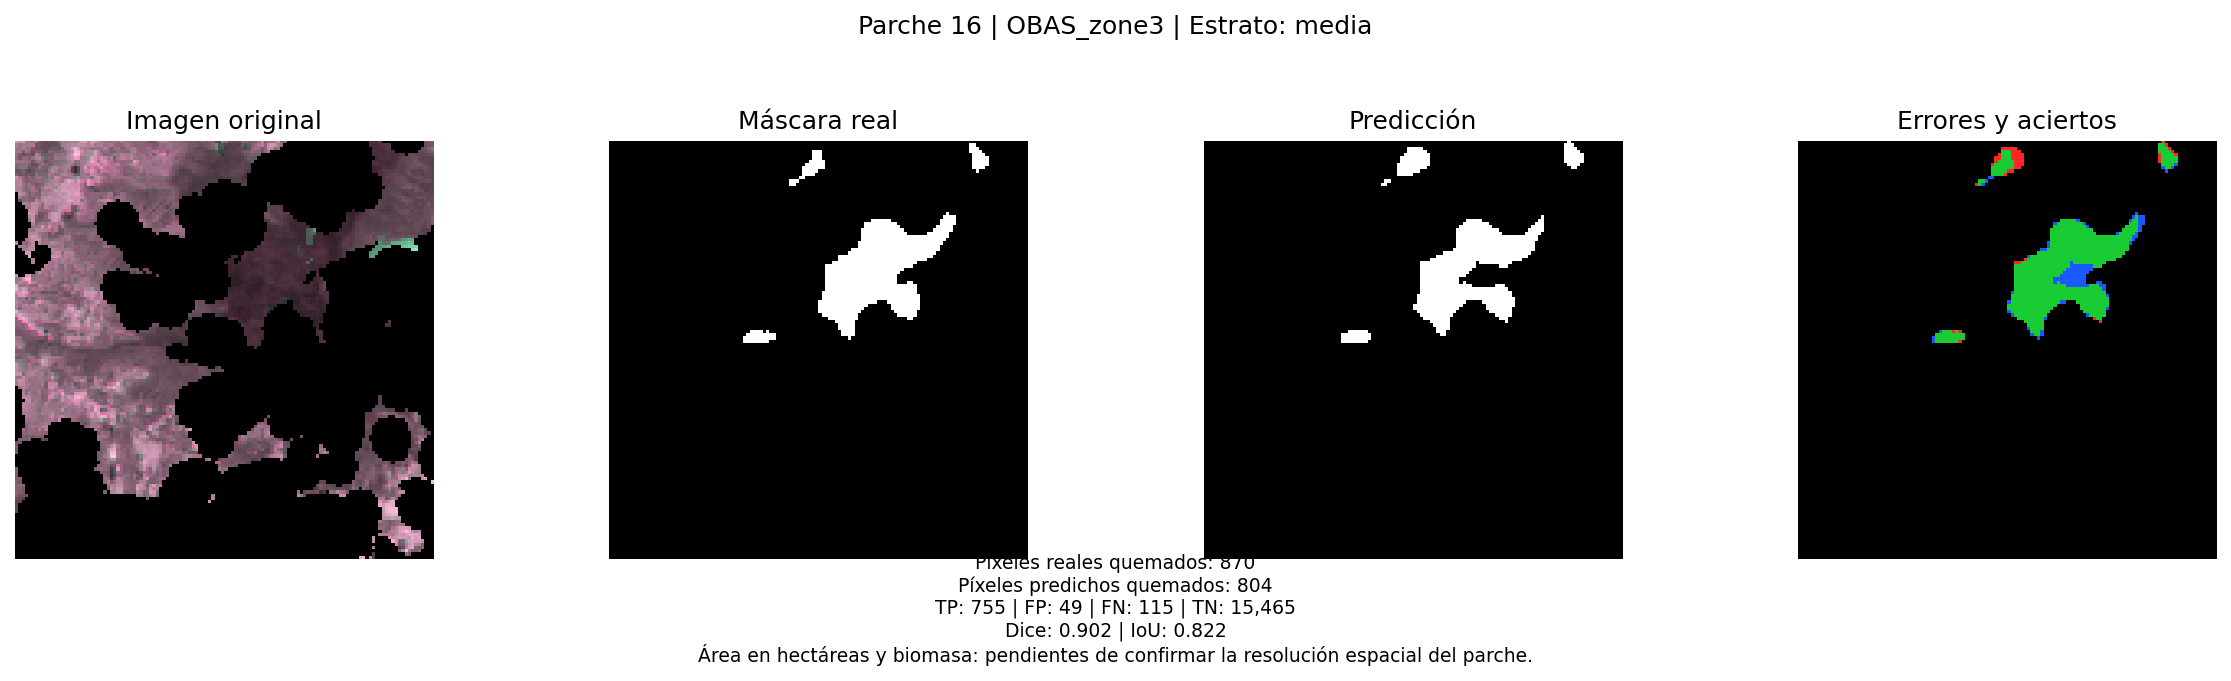 Parche 16 | OBAS_zone3 | Estrato: media
Imagen original
Máscara real
Predicción
Errores y aciertos
Píxeles reales quemados: 870
Píxeles predichos quemados: 804
TP: 755 | FP: 49 | FN: 115 | TN: 15,465
Dice: 0.902 | IoU: 0.822
Área en hectáreas y biomasa: pendientes de confirmar la resolución espacial del parche.